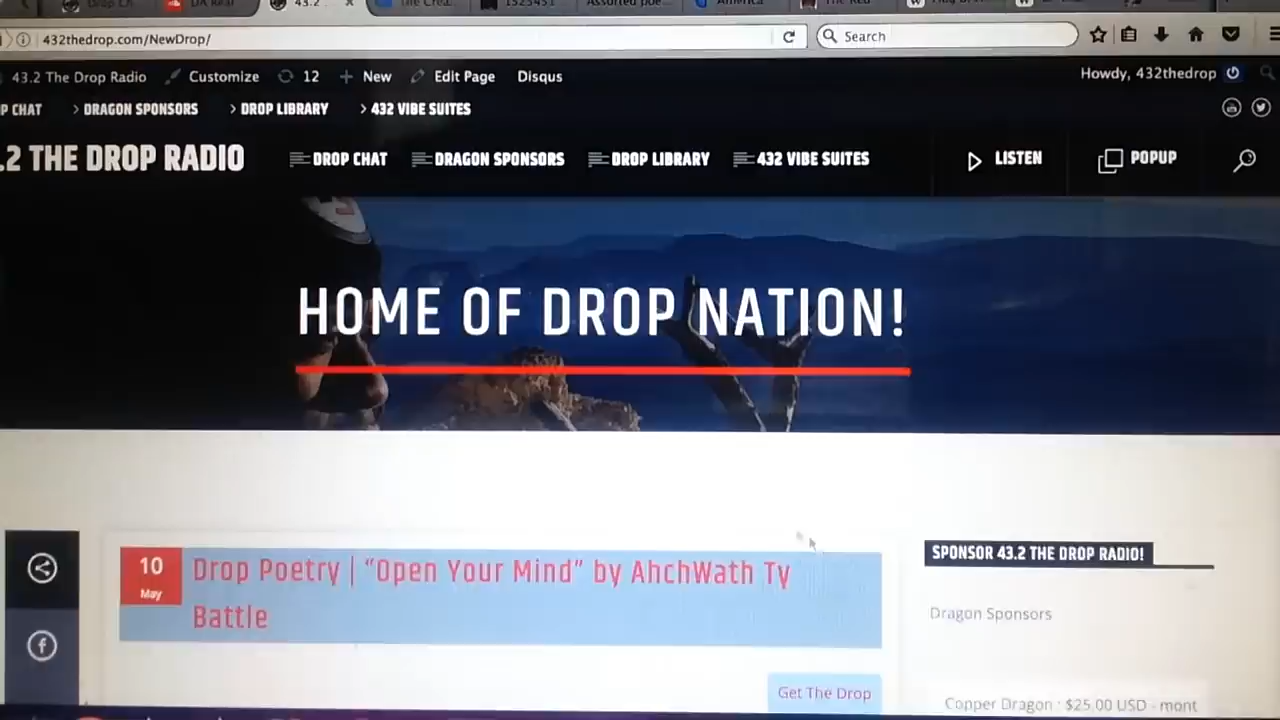 43.2
432thedrop.com/NewDrop/
Search
43.2 The Drop Radio Customize 12 New Edit Page Disqus Howdy, 432thedrop
P CHAT > DRAGON SPONSORS > DROP LIBRARY > 432 VIBE SUITES
.2 THE DROP RADIO DROP CHAT DRAGON SPONSORS DROP LIBRARY 432 VIBE SUITES LISTEN POPUP
HOME OF DROP NATION!
10
May
Drop Poetry | “Open Your Mind” by AhchWath Ty
Battle
Get The Drop
SPONSOR 43.2 THE DROP RADIO!
Dragon Sponsors
Copper Dragon : $25.00 USD - mont